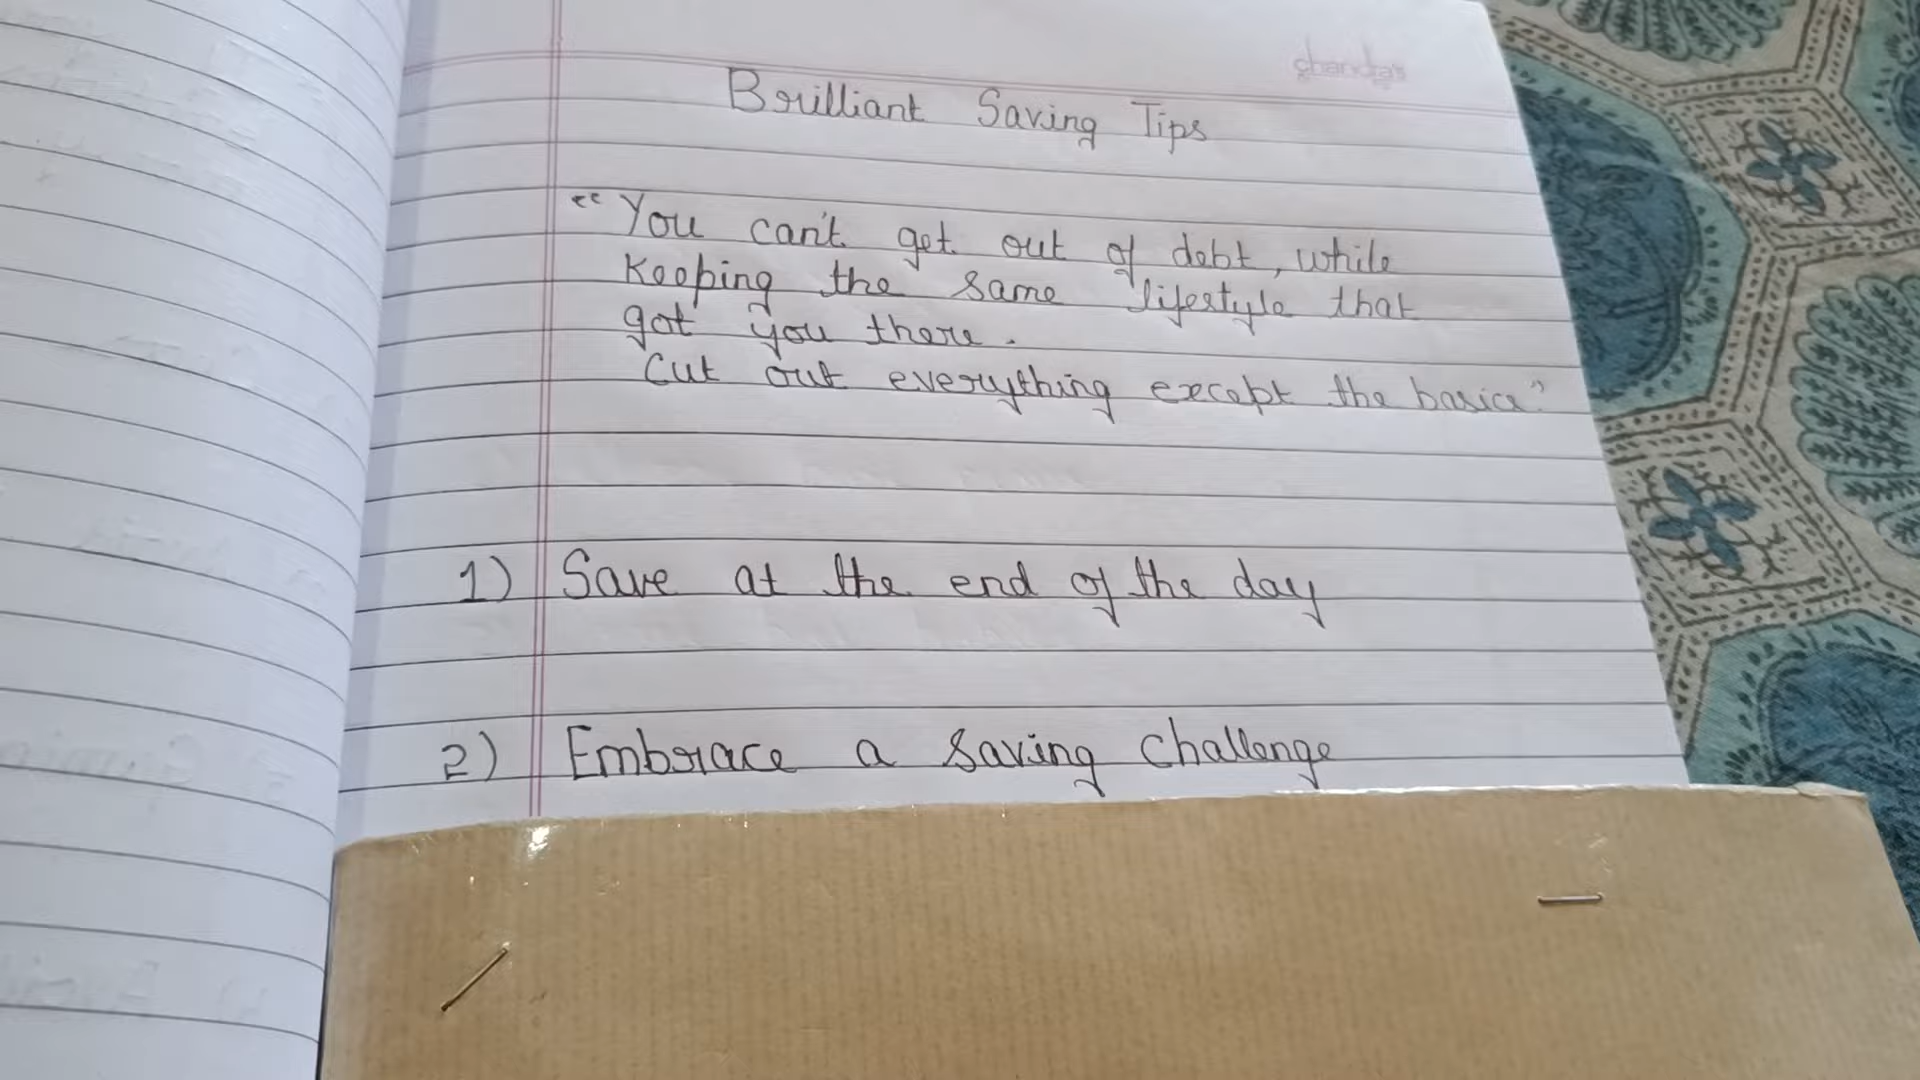 chandra's
Brilliant Saving Tips
“ You can't get out of debt, while
Keeping the same lifestyle that
got you there.
Cut out everything except the basics”
1) Save at the end of the day
2) Embrace a saving challenge